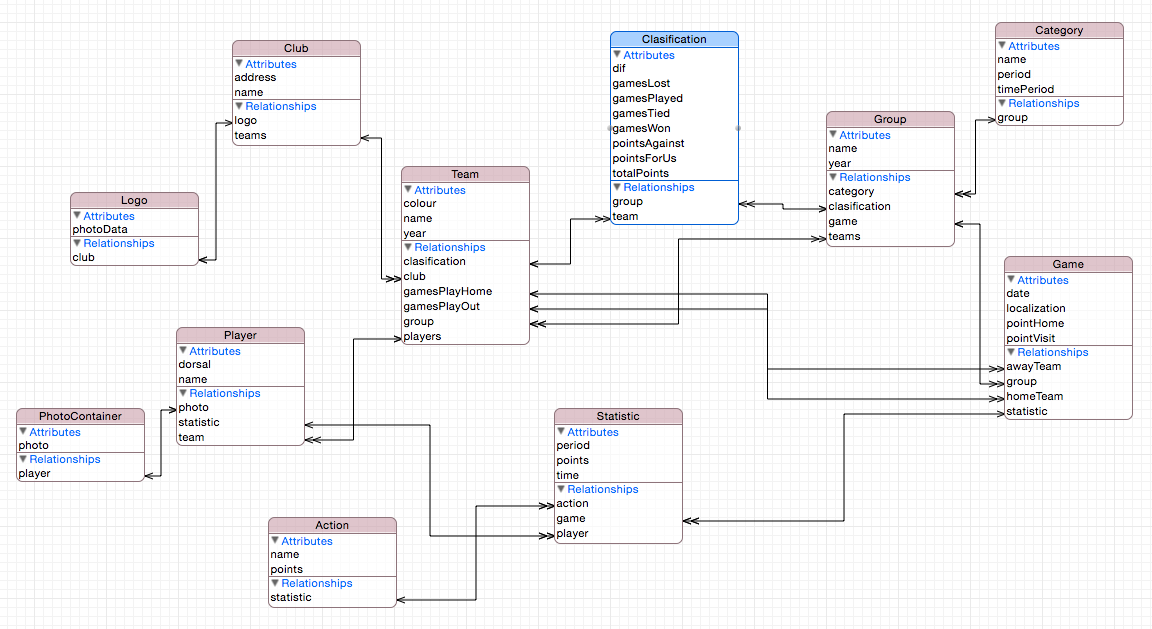 Club
Attributes
address
name
Relationships
logo
teams
Clasification
Attributes
dif
gamesLost
gamesPlayed
gamesTied
gamesWon
pointsAgainst
pointsForUs
totalPoints
Relationships
group
team
Category
Attributes
name
period
timePeriod
Relationships
group
Group
Attributes
name
year
Relationships
category
clasification
game
teams
Team
Attributes
colour
name
year
Relationships
clasification
club
gamesPlayHome
gamesPlayOut
group
players
Logo
Attributes
photoData
Relationships
club
Game
Attributes
date
localization
pointHome
pointVisit
Relationships
awayTeam
group
homeTeam
statistic
Player
Attributes
dorsal
name
Relationships
photo
statistic
team
PhotoContainer
Attributes
photo
Relationships
player
Statistic
Attributes
period
points
time
Relationships
action
game
player
Action
Attributes
name
points
Relationships
statistic